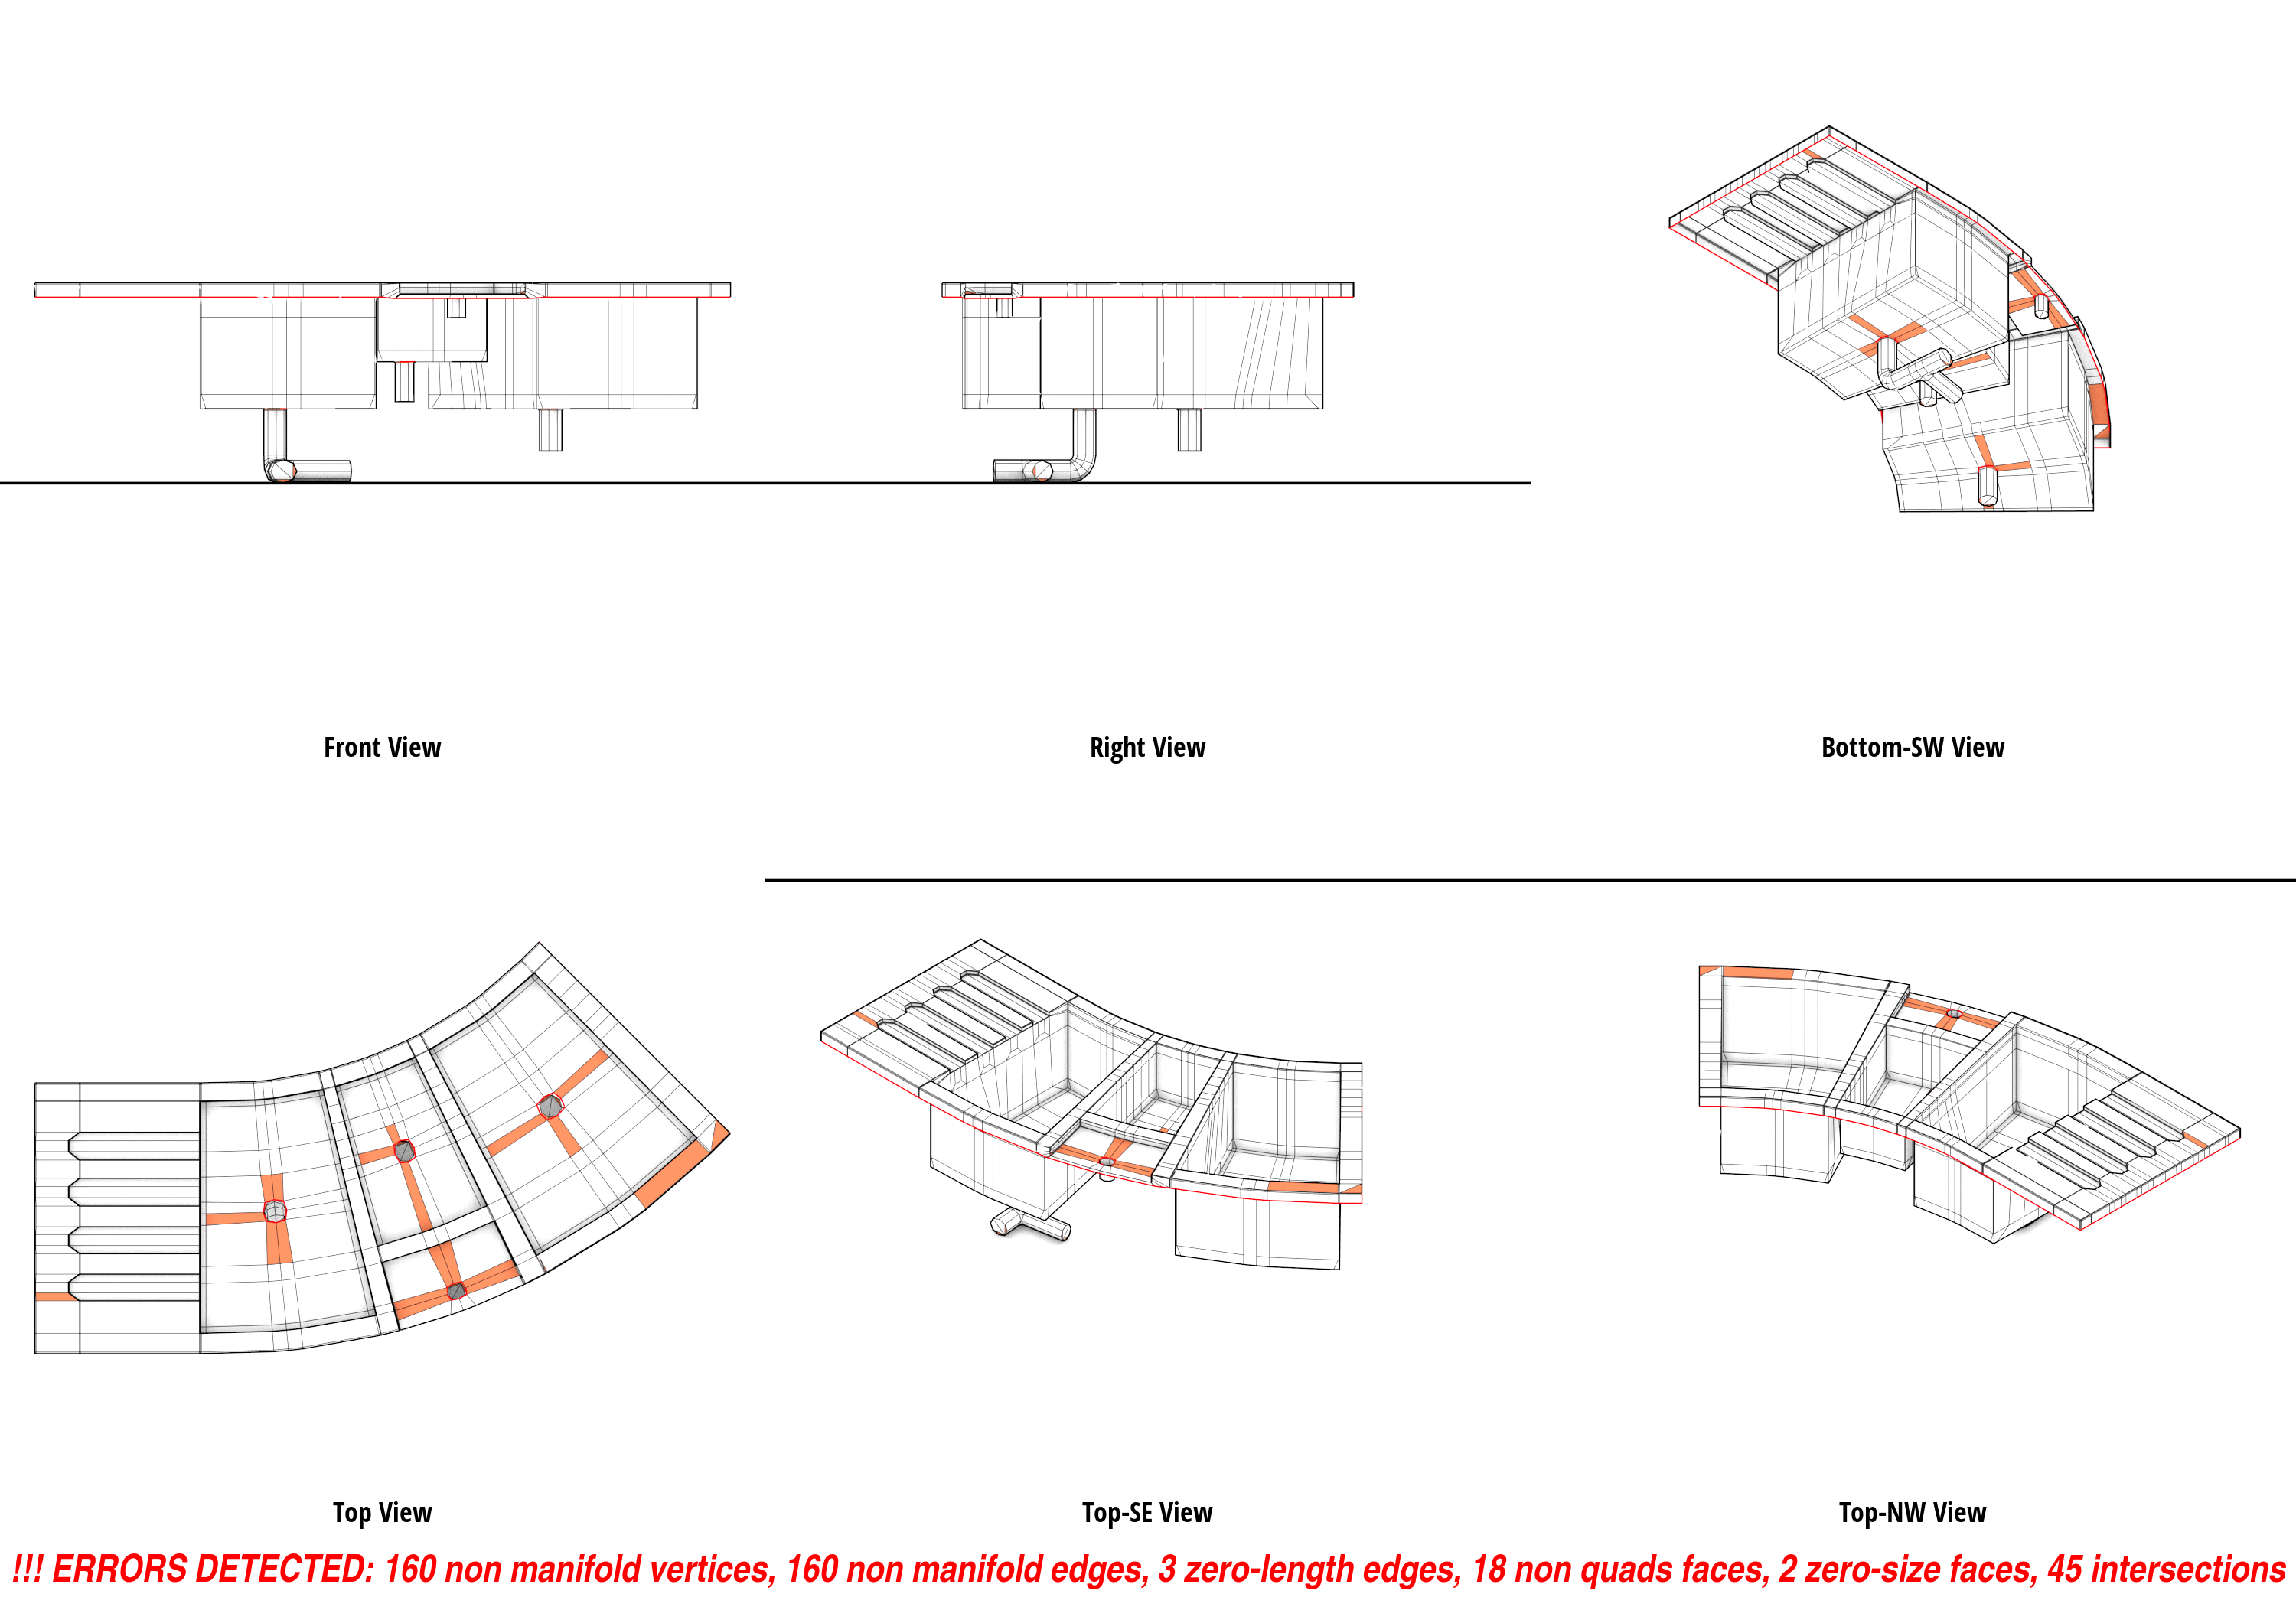 Front View
Right View
Bottom-SW View
Top View
Top-SE View
Top-NW View
!!! ERRORS DETECTED: 160 non manifold vertices, 160 non manifold edges, 3 zero-length edges, 18 non quads faces, 2 zero-size faces, 45 intersections